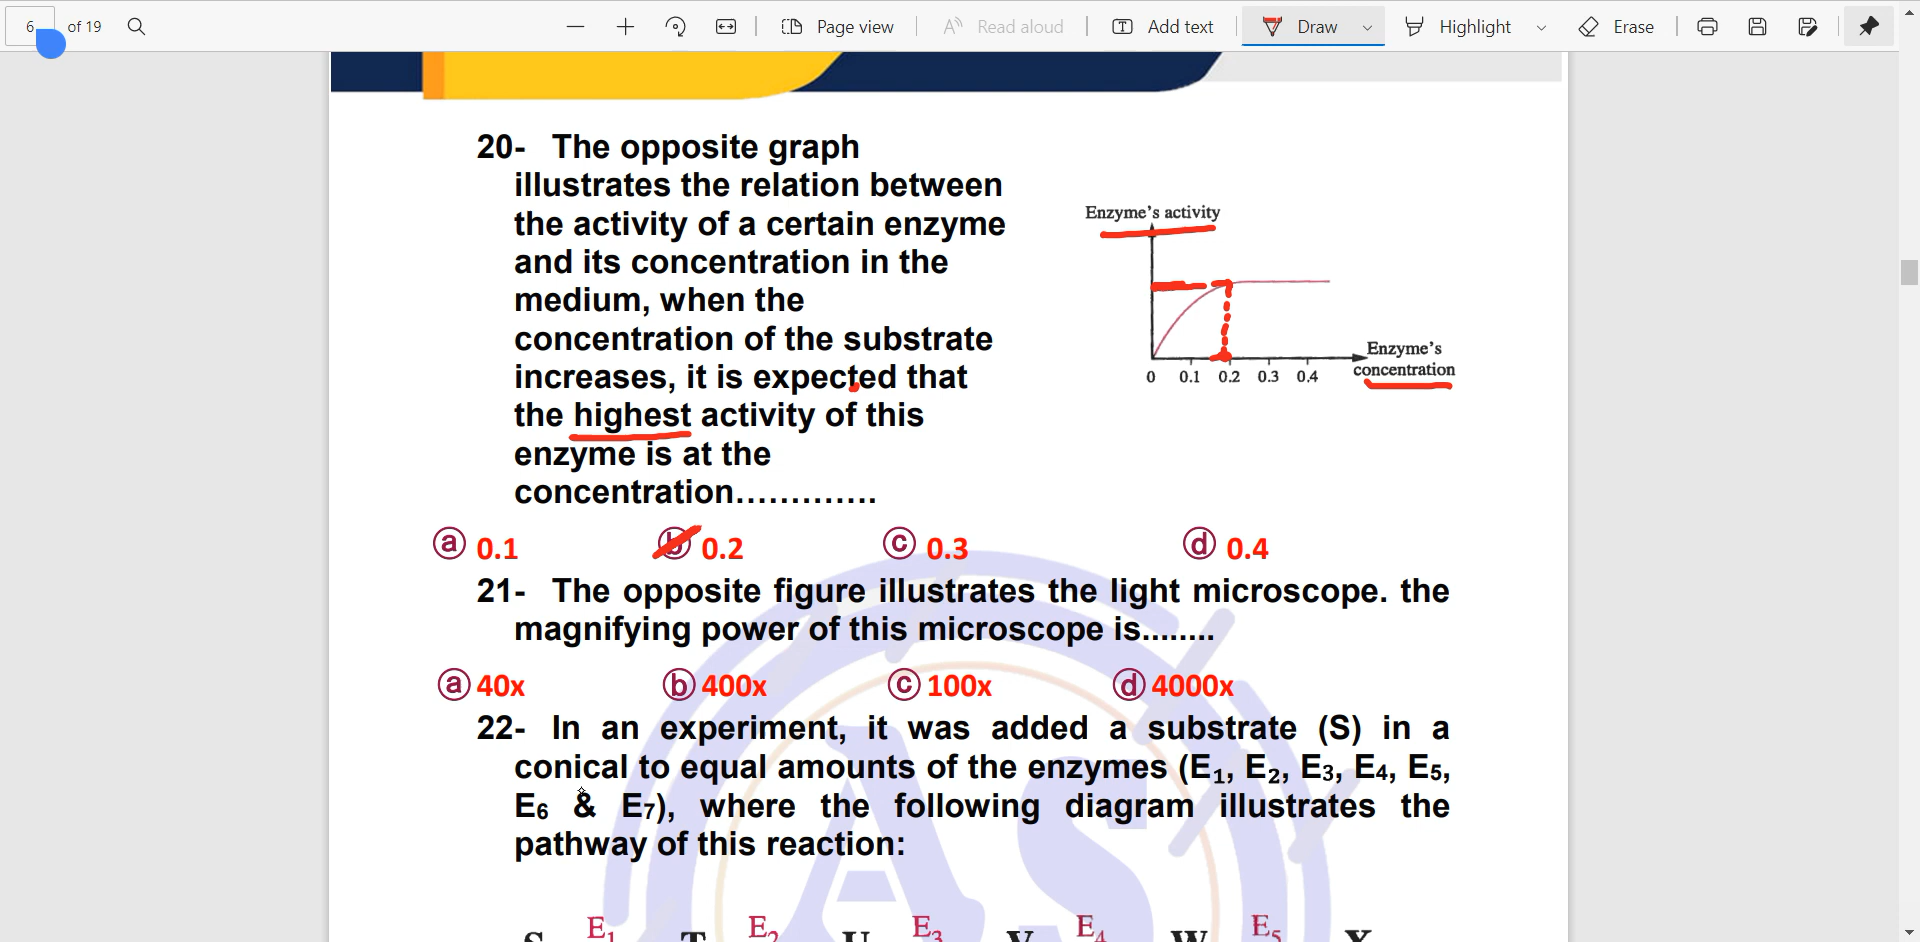 6 of 19 Page view Read aloud Add text Draw Highlight Erase
20- The opposite graph
illustrates the relation between
the activity of a certain enzyme
and its concentration in the
medium, when the
concentration of the substrate
increases, it is expected that
the highest activity of this
enzyme is at the
concentration.............
Enzyme's activity
Enzyme's
concentration
0 0.1 0.2 0.3 0.4
a 0.1 b 0.2 c 0.3 d 0.4
21- The opposite figure illustrates the light microscope. the
magnifying power of this microscope is........
a 40x b 400x c 100x d 4000x
22- In an experiment, it was added a substrate (S) in a
conical to equal amounts of the enzymes (E₁, E₂, E₃, E₄, E₅,
E₆ & E₇), where the following diagram illustrates the
pathway of this reaction:
AS
E₁ E₂ E₃ E₄ E₅
S T U V W X